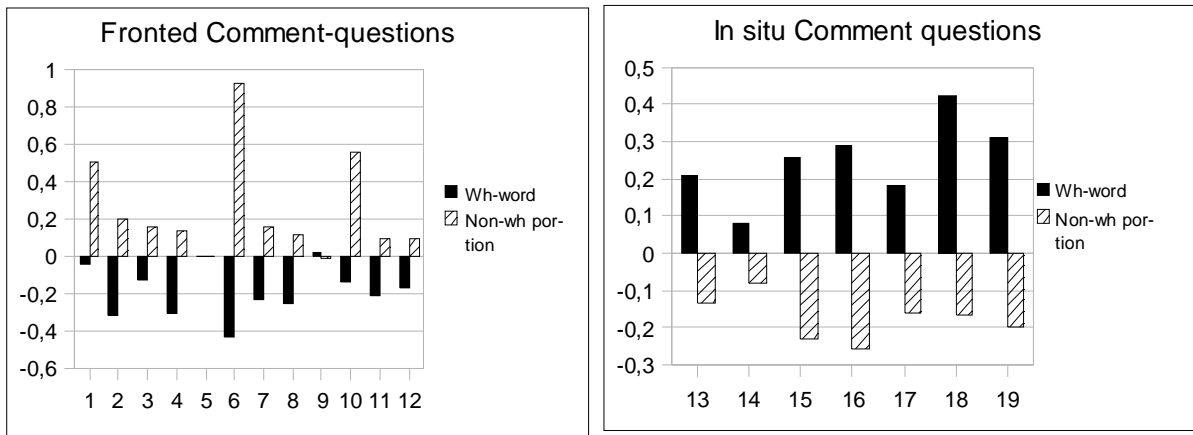 Fronted Comment-questions
1
0,8
0,6
0,4
0,2
0
-0,2
-0,4
-0,6
1 2 3 4 5 6 7 8 9 10 11 12
Wh-word
Non-wh por-
tion
In situ Comment questions
0,5
0,4
0,3
0,2
0,1
0
-0,1
-0,2
-0,3
13 14 15 16 17 18 19
Wh-word
Non-wh por-
tion